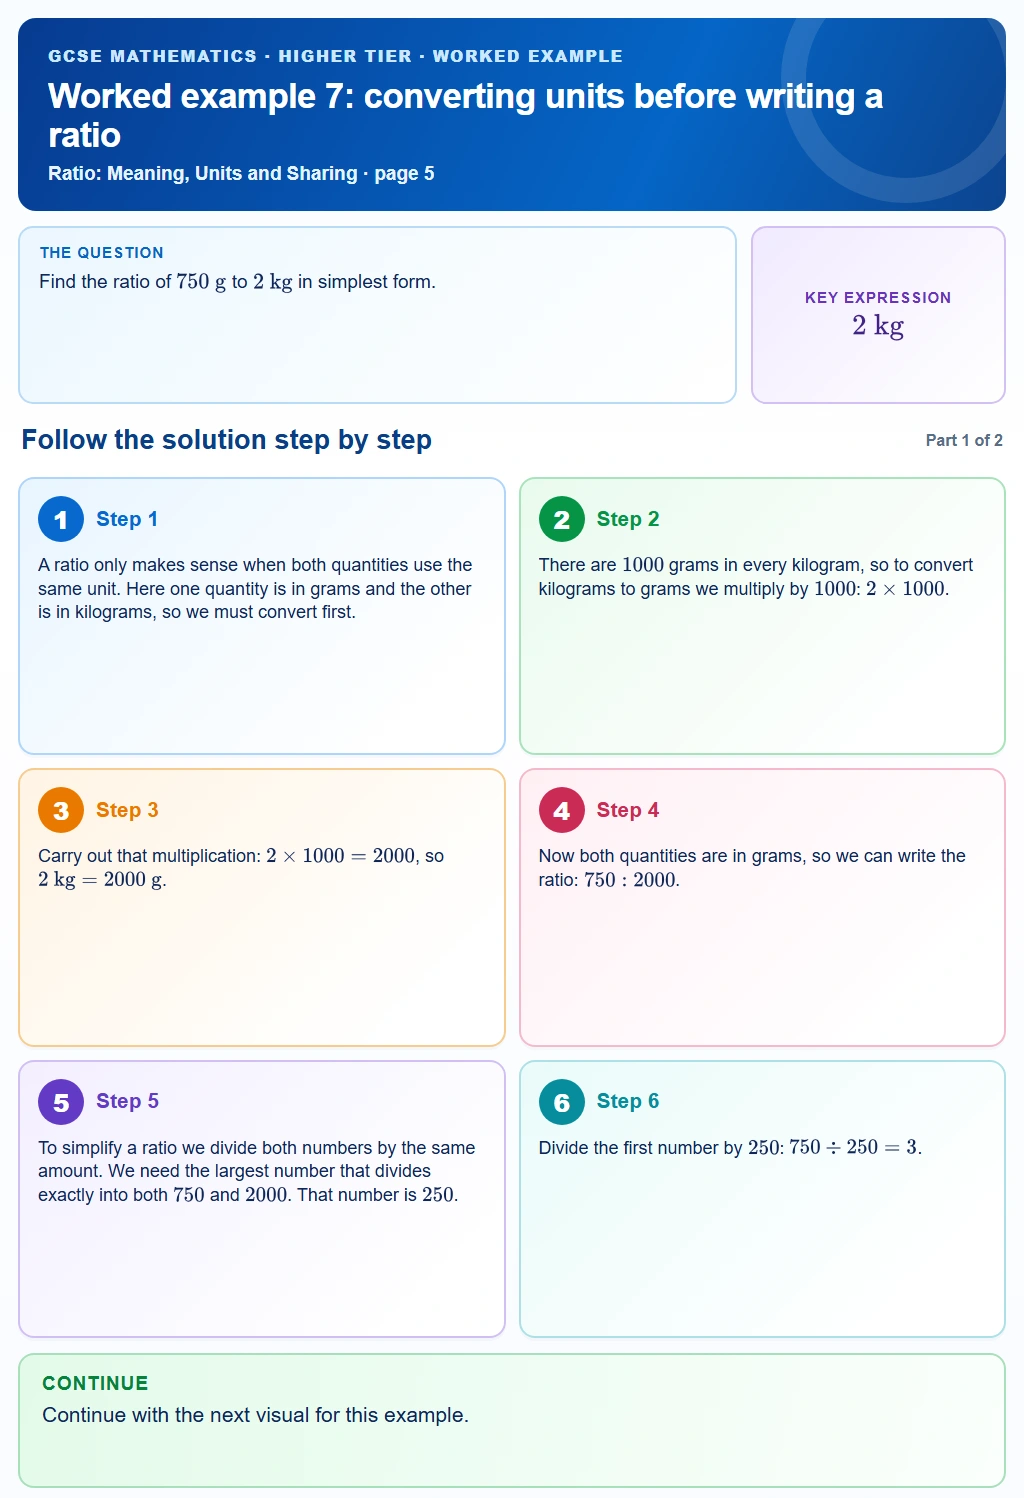 GCSE MATHEMATICS · HIGHER TIER · WORKED EXAMPLE
Worked example 7: converting units before writing a
ratio
Ratio: Meaning, Units and Sharing · page 5
THE QUESTION
Find the ratio of 750 g to 2 kg in simplest form.
KEY EXPRESSION
2 kg
Follow the solution step by step
Part 1 of 2
1 Step 1
A ratio only makes sense when both quantities use the
same unit. Here one quantity is in grams and the other
is in kilograms, so we must convert first.
2 Step 2
There are 1000 grams in every kilogram, so to convert
kilograms to grams we multiply by 1000: 2 × 1000.
3 Step 3
Carry out that multiplication: 2 × 1000 = 2000, so
2 kg = 2000 g.
4 Step 4
Now both quantities are in grams, so we can write the
ratio: 750 : 2000.
5 Step 5
To simplify a ratio we divide both numbers by the same
amount. We need the largest number that divides
exactly into both 750 and 2000. That number is 250.
6 Step 6
Divide the first number by 250: 750 ÷ 250 = 3.
CONTINUE
Continue with the next visual for this example.